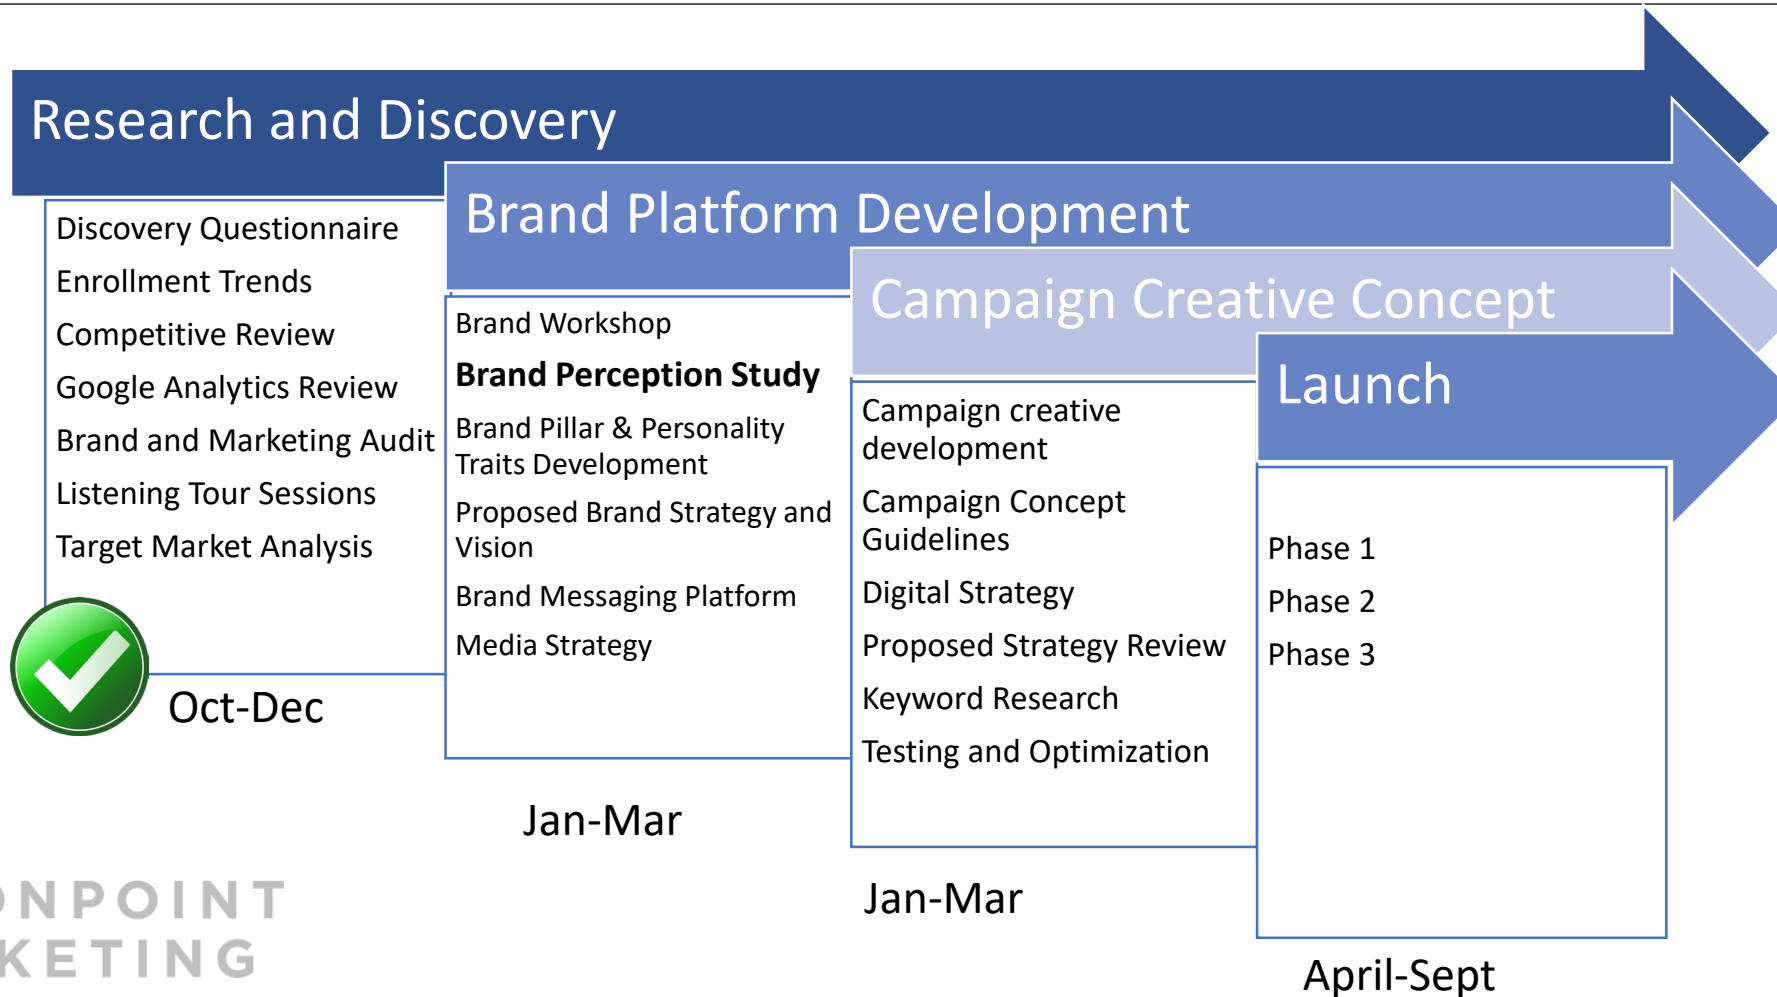 Research and Discovery
Discovery Questionnaire
Enrollment Trends
Competitive Review
Google Analytics Review
Brand and Marketing Audit
Listening Tour Sessions
Target Market Analysis
Oct-Dec
Brand Platform Development
Brand Workshop
Brand Perception Study
Brand Pillar & Personality
Traits Development
Proposed Brand Strategy and
Vision
Brand Messaging Platform
Media Strategy
Jan-Mar
Campaign Creative Concept
Campaign creative
development
Campaign Concept
Guidelines
Digital Strategy
Proposed Strategy Review
Keyword Research
Testing and Optimization
Jan-Mar
Launch
Phase 1
Phase 2
Phase 3
April-Sept
ONPOINT
KETING